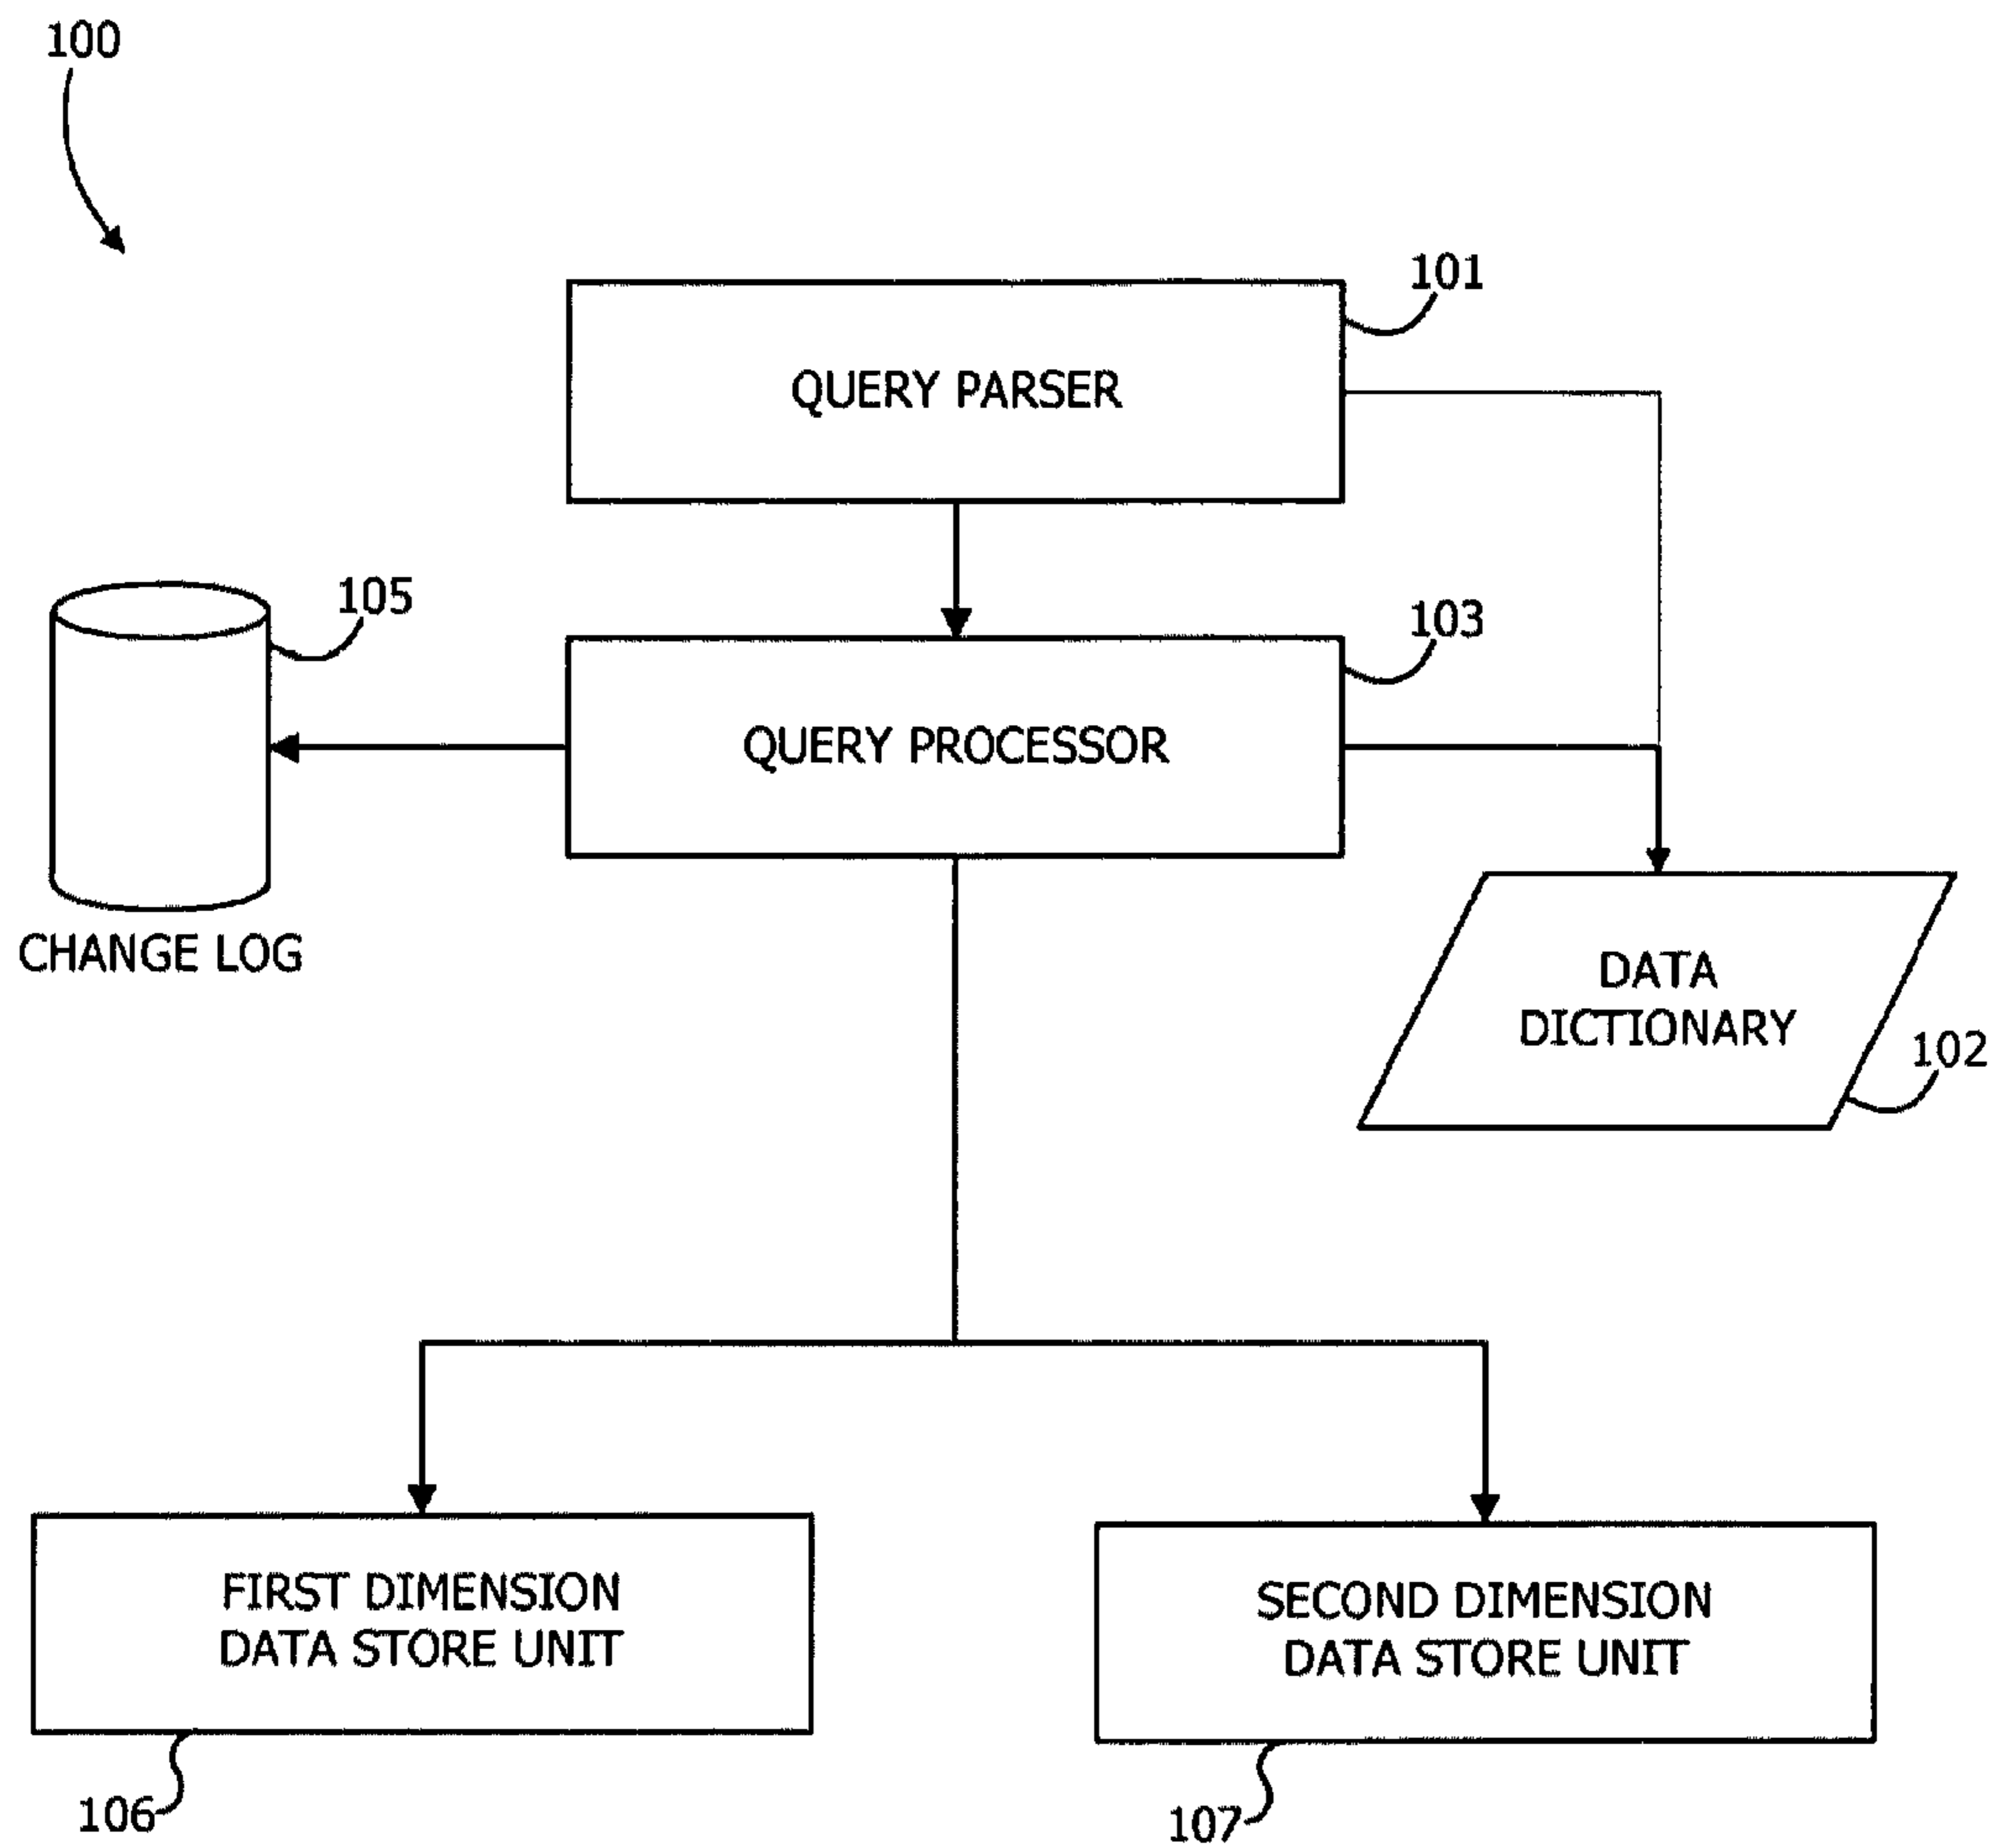 100
101
QUERY PARSER
105
103
QUERY PROCESSOR
CHANGE LOG
DATA
DICTIONARY
102
FIRST DIMENSION
DATA STORE UNIT
SECOND DIMENSION
DATA STORE UNIT
106
107